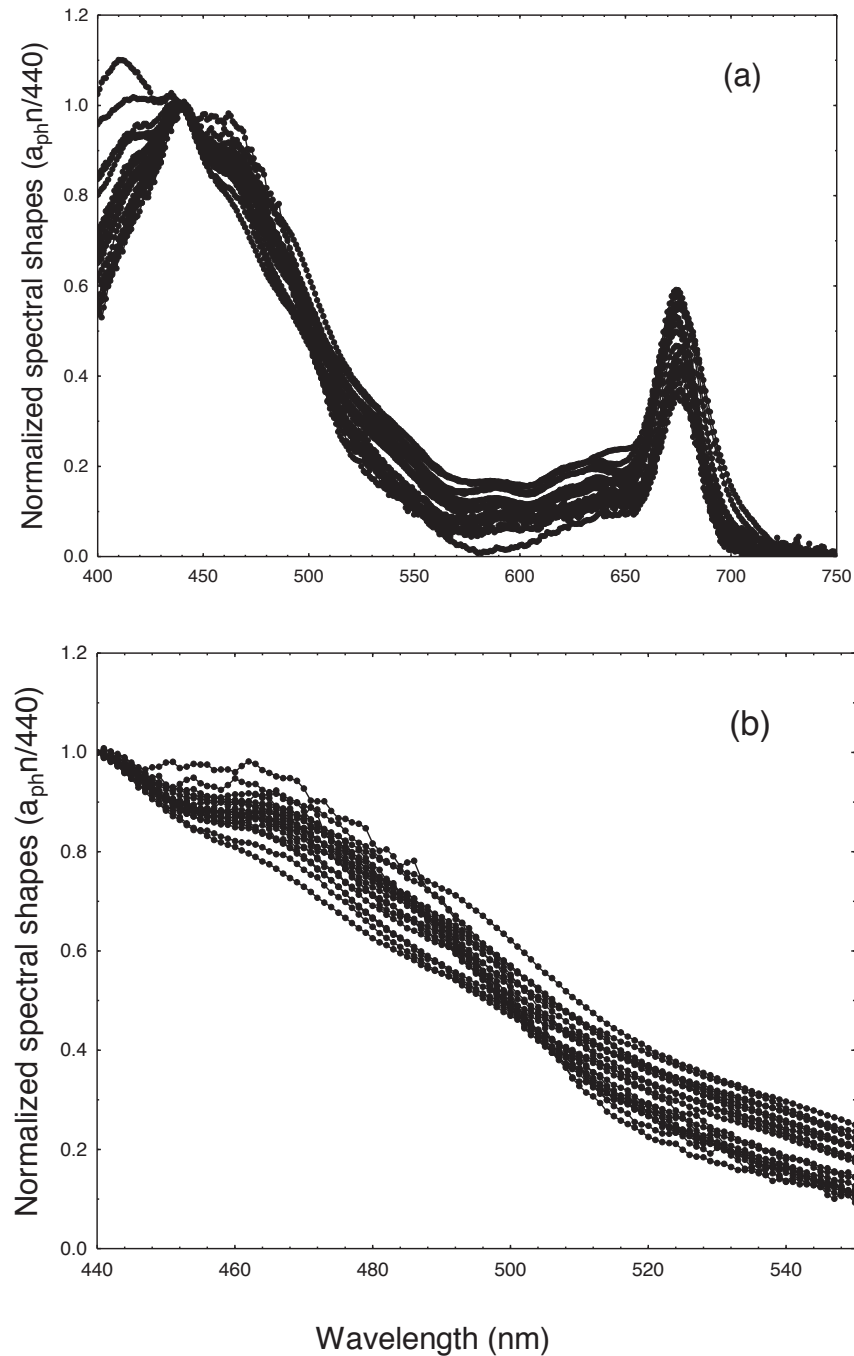 1.2
1.0
0.8
0.6
0.4
0.2
0.0
Normalized spectral shapes (aphn/440)
(a)
400 450 500 550 600 650 700 750
1.2
1.0
0.8
0.6
0.4
0.2
0.0
Normalized spectral shapes (aphn/440)
(b)
440 460 480 500 520 540
Wavelength (nm)